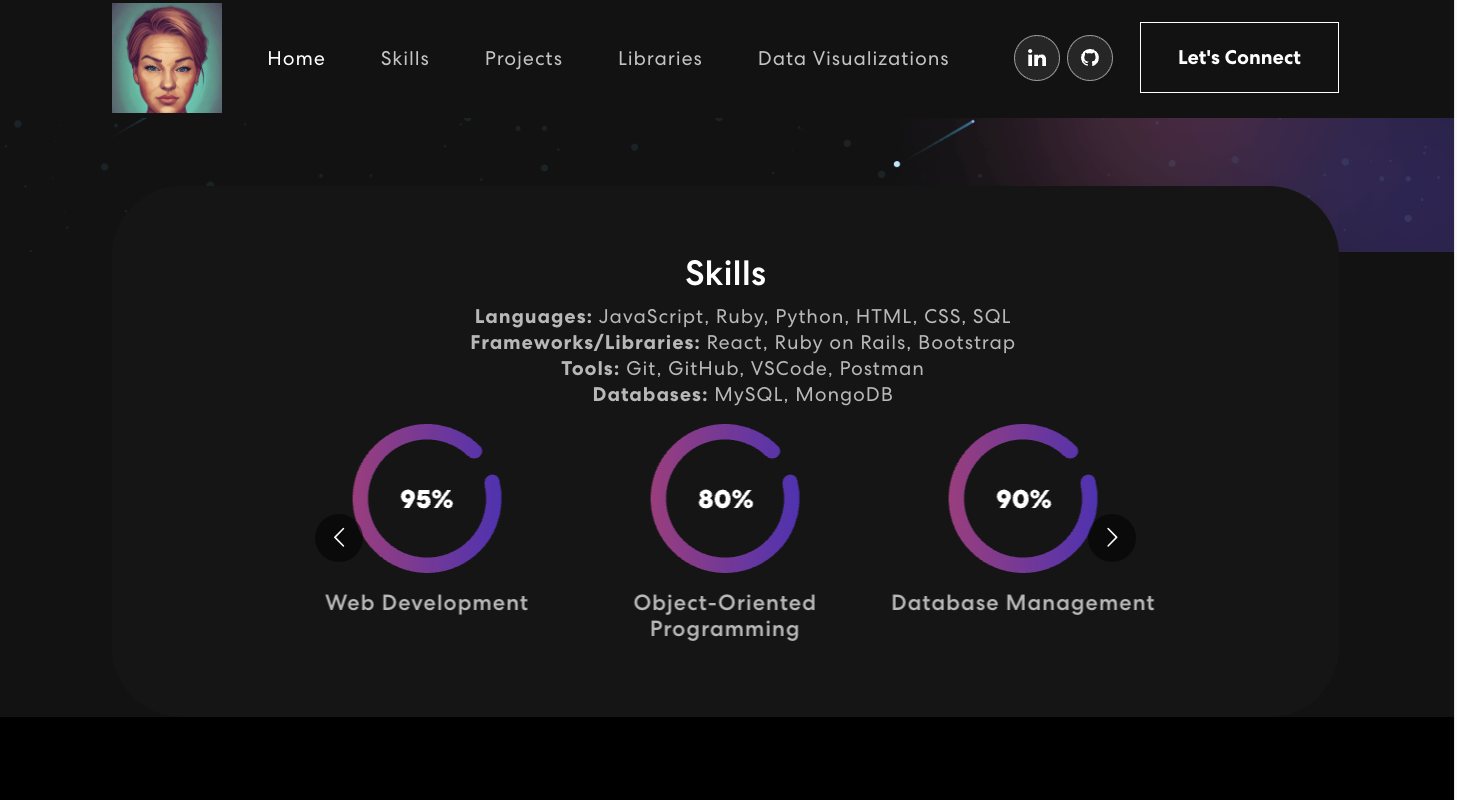 Home
Skills
Projects
Libraries
Data Visualizations
in
Let's Connect
Skills
Languages: JavaScript, Ruby, Python, HTML, CSS, SQL
Frameworks/Libraries: React, Ruby on Rails, Bootstrap
Tools: Git, GitHub, VSCode, Postman
Databases: MySQL, MongoDB
95%
80%
90%
Web Development
Object-Oriented
Programming
Database Management